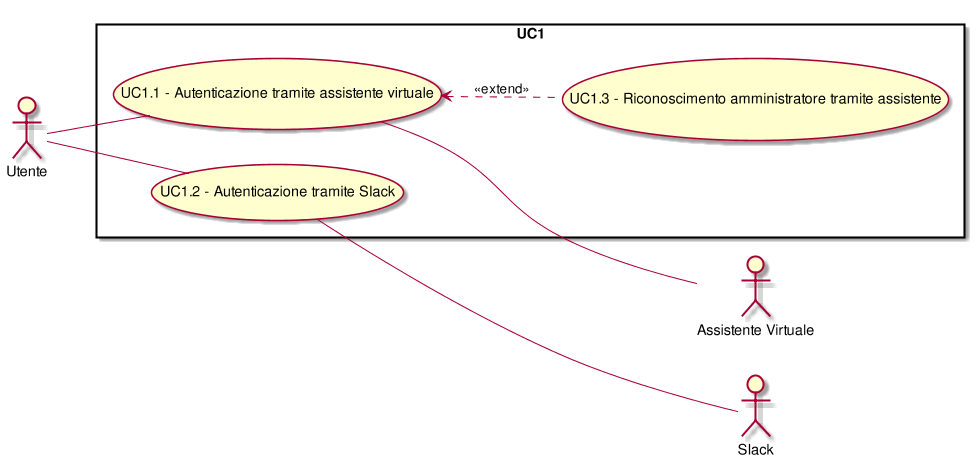 UC1
UC1.1 - Autenticazione tramite assistente virtuale
«extend»
UC1.3 - Riconoscimento amministratore tramite assistente
Utente
UC1.2 - Autenticazione tramite Slack
Assistente Virtuale
Slack